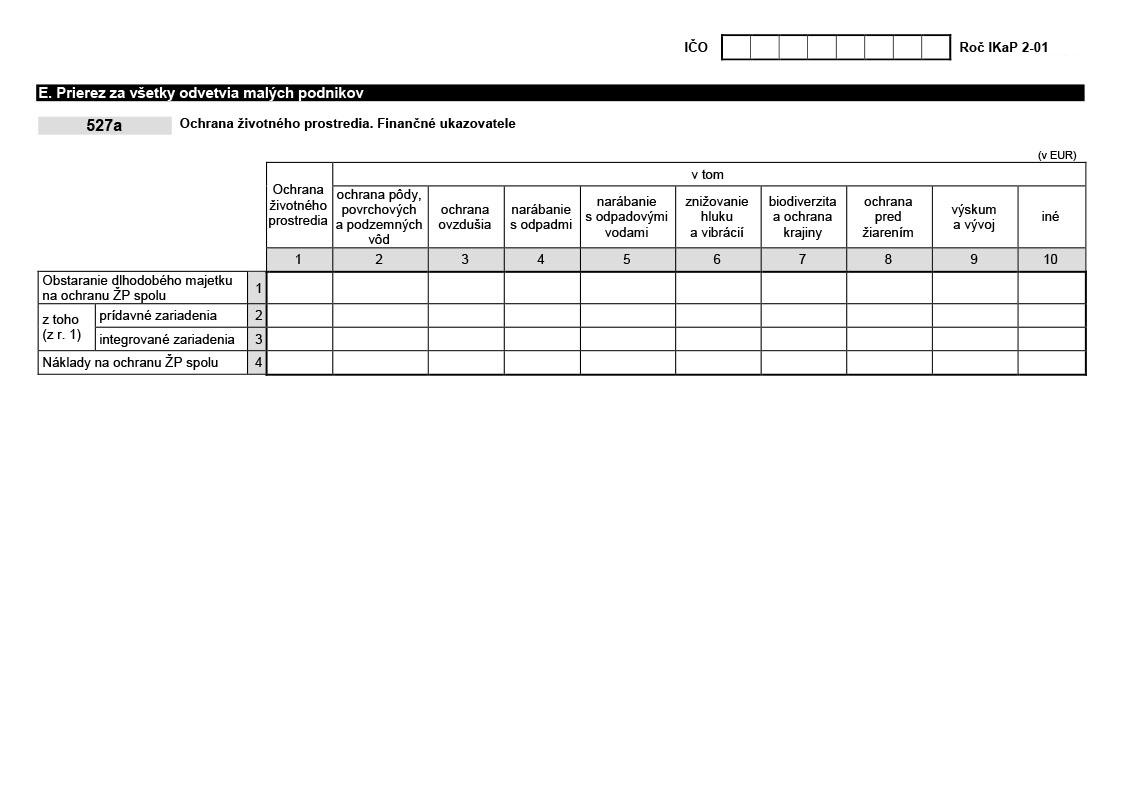 IČO Roč IKaP 2-01
E. Prierez za všetky odvetvia malých podnikov
527a Ochrana životného prostredia. Finančné ukazovatele
(v EUR)
Ochrana
životného
prostredia
v tom
ochrana pôdy,
povrchových
a podzemných
vôd
ochrana
ovzdušia
narábanie
s odpadmi
narábanie
s odpadovými
vodami
znižovanie
hluku
a vibrácií
biodiverzita
a ochrana
krajiny
ochrana
pred
žiarením
výskum
a vývoj
iné
1 2 3 4 5 6 7 8 9 10
Obstaranie dlhodobého majetku
na ochranu ŽP spolu
1
z toho
(z r. 1)
prídavné zariadenia 2
integrované zariadenia 3
Náklady na ochranu ŽP spolu 4